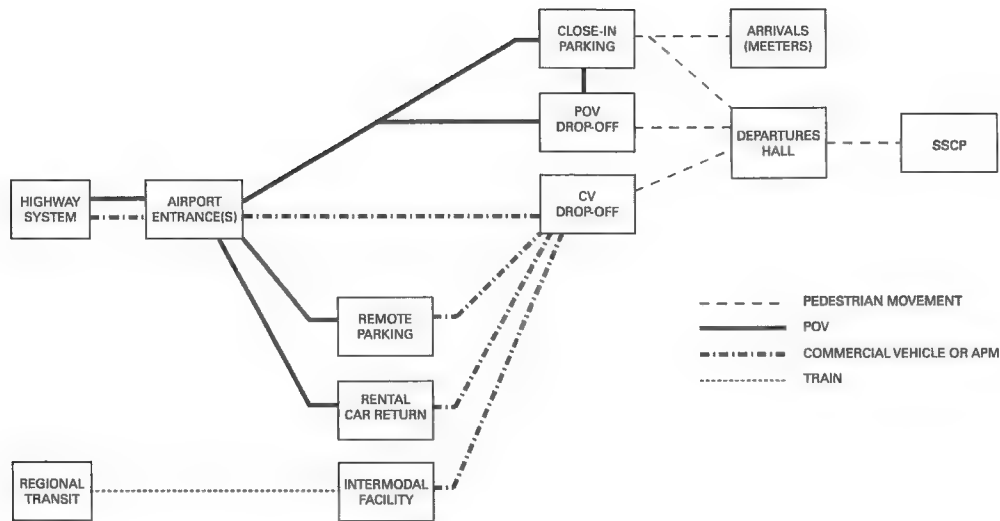 CLOSE-IN
PARKING
ARRIVALS
(MEETERS)
POV
DROP-OFF
DEPARTURES
HALL
SSCP
HIGHWAY
SYSTEM
AIRPORT
ENTRANCE(S)
CV
DROP-OFF
REMOTE
PARKING
RENTAL
CAR RETURN
REGIONAL
TRANSIT
INTERMODAL
FACILITY
PEDESTRIAN MOVEMENT
POV
COMMERCIAL VEHICLE OR APM
TRAIN